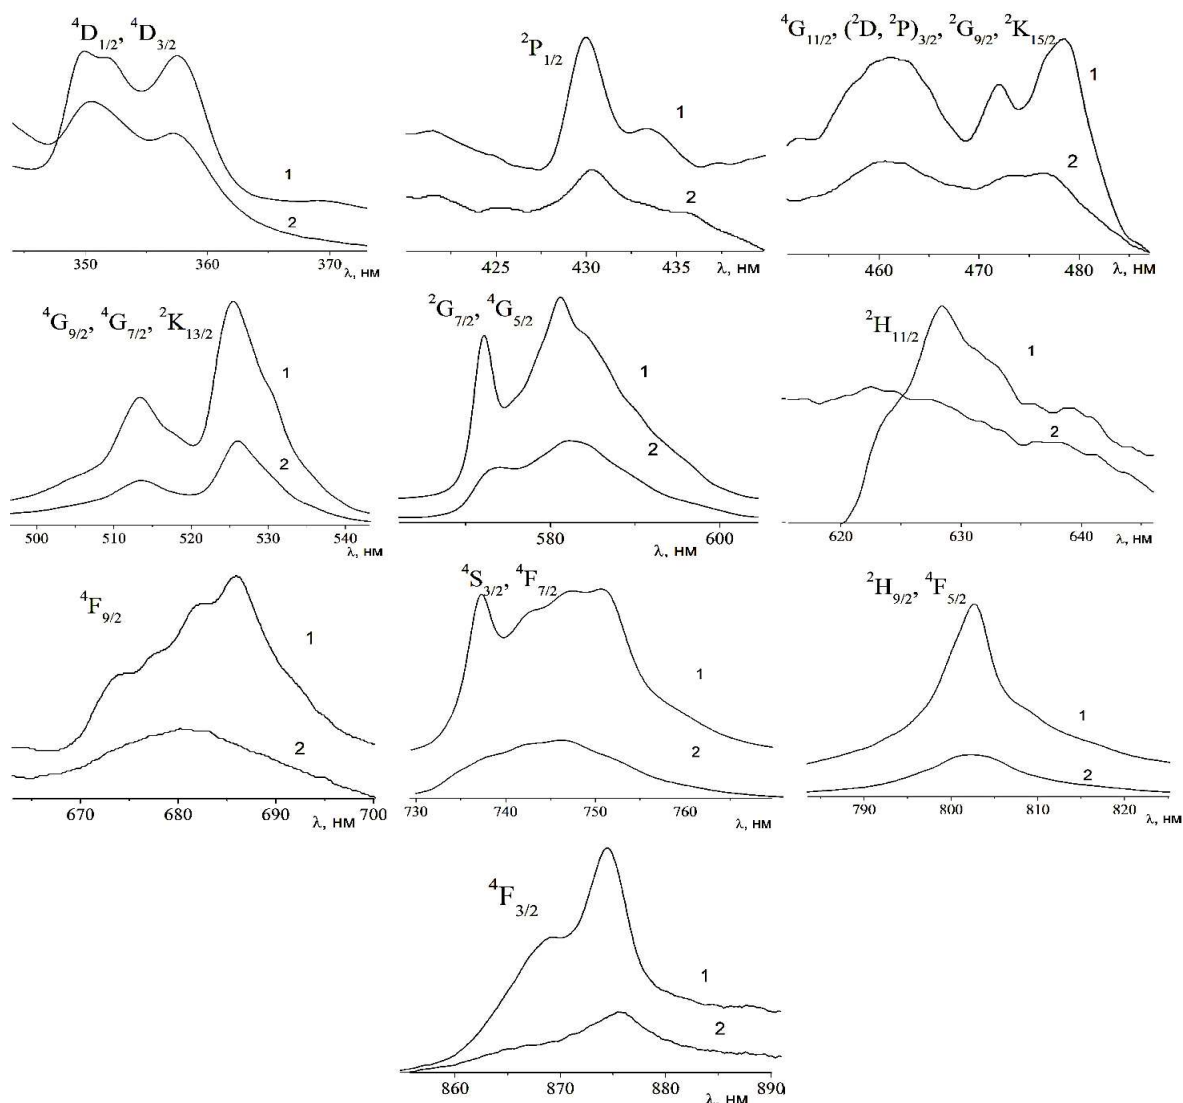 ⁴D₁/₂, ⁴D₃/₂
1
2
350 360 370
λ, нм
²P₁/₂
1
2
425 430 435
λ, нм
⁴G₁₁/₂, (²D, ²P)₃/₂, ²G₉/₂, ²K₁₅/₂
1
2
460 470 480
λ, нм
⁴G₉/₂, ⁴G₇/₂, ²K₁₃/₂
1
2
500 510 520 530 540
λ, нм
²G₇/₂, ⁴G₅/₂
1
2
580 600
λ, нм
²H₁₁/₂
1
2
620 630 640
λ, нм
⁴F₉/₂
1
2
670 680 690 700
λ, нм
⁴S₃/₂, ⁴F₇/₂
1
2
730 740 750 760
λ, нм
²H₉/₂, ⁴F₅/₂
1
2
790 800 810 820
λ, нм
⁴F₃/₂
1
2
860 870 880 890
λ, нм